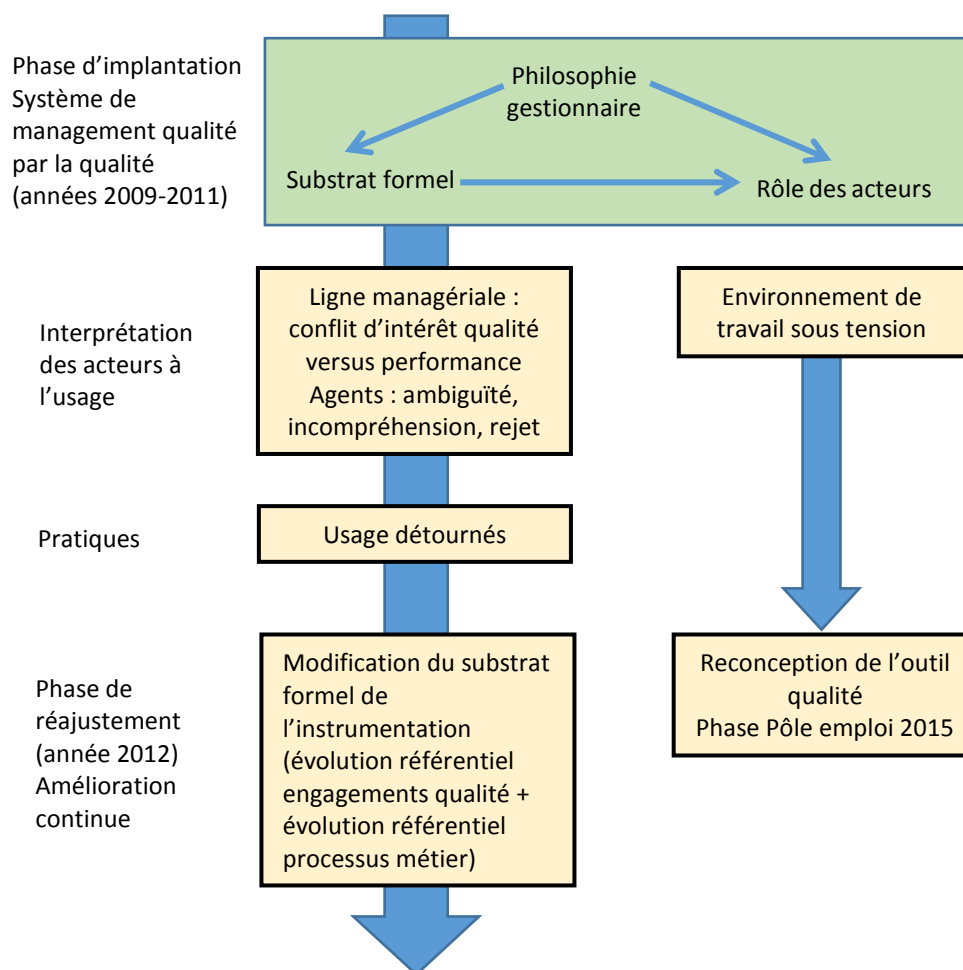 Phase d’implantation
Système de
management qualité
par la qualité
(années 2009-2011)
Philosophie
gestionnaire
Substrat formel
Rôle des acteurs
Interprétation
des acteurs à
l’usage
Ligne managériale :
conflit d’intérêt qualité
versus performance
Agents : ambiguïté,
incompréhension, rejet
Environnement de
travail sous tension
Pratiques
Usage détournés
Phase de
réajustement
(année 2012)
Amélioration
continue
Modification du substrat
formel de
l’instrumentation
(évolution référentiel
engagements qualité +
évolution référentiel
processus métier)
Reconception de l’outil
qualité
Phase Pôle emploi 2015